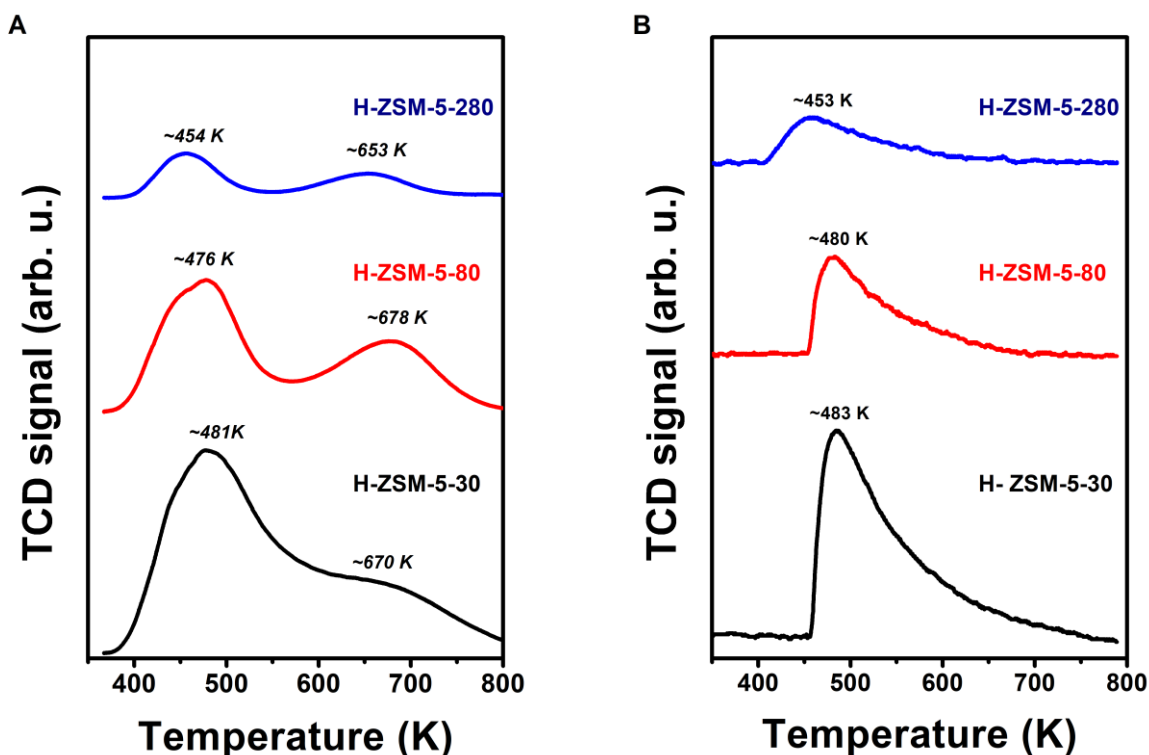 A
TCD signal (arb. u.)
H-ZSM-5-280
~454 K
~653 K
~476 K
H-ZSM-5-80
~678 K
~481K
H-ZSM-5-30
~670 K
400 500 600 700 800
Temperature (K)
B
TCD signal (arb. u.)
~453 K
H-ZSM-5-280
~480 K
H-ZSM-5-80
~483 K
H- ZSM-5-30
400 500 600 700 800
Temperature (K)